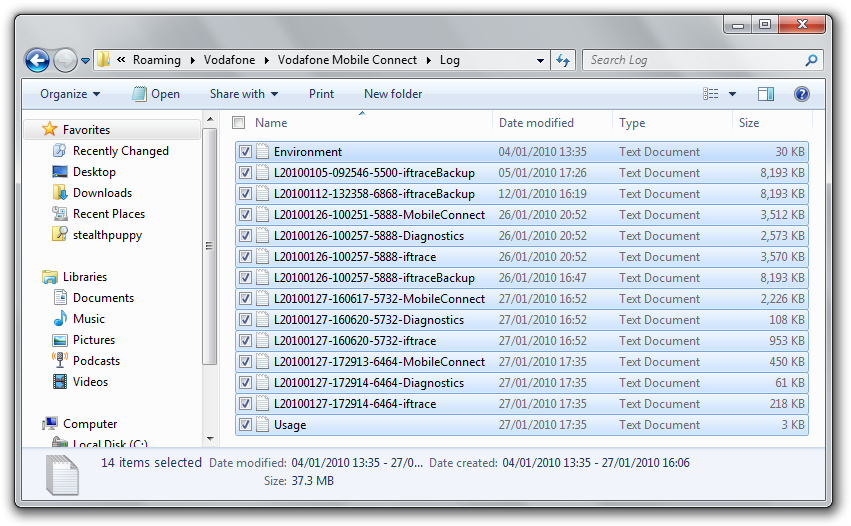 « Roaming Vodafone Vodafone Mobile Connect Log Search Log
Organize Open Share with Print New folder
Favorites
Recently Changed
Desktop
Downloads
Recent Places
stealthpuppy
Libraries
Documents
Music
Pictures
Podcasts
Videos
Computer
Local Disk (C:)
Name Date modified Type Size
Environment 04/01/2010 13:35 Text Document 30 KB
L20100105-092546-5500-iftraceBackup 05/01/2010 17:26 Text Document 8,193 KB
L20100112-132358-6868-iftraceBackup 12/01/2010 16:19 Text Document 8,193 KB
L20100126-100251-5888-MobileConnect 26/01/2010 20:52 Text Document 3,512 KB
L20100126-100257-5888-Diagnostics 26/01/2010 20:52 Text Document 2,573 KB
L20100126-100257-5888-iftrace 26/01/2010 20:52 Text Document 3,570 KB
L20100126-100257-5888-iftraceBackup 26/01/2010 16:47 Text Document 8,193 KB
L20100127-160617-5732-MobileConnect 27/01/2010 16:52 Text Document 2,226 KB
L20100127-160620-5732-Diagnostics 27/01/2010 16:52 Text Document 108 KB
L20100127-160620-5732-iftrace 27/01/2010 16:52 Text Document 953 KB
L20100127-172913-6464-MobileConnect 27/01/2010 17:35 Text Document 450 KB
L20100127-172914-6464-Diagnostics 27/01/2010 17:35 Text Document 61 KB
L20100127-172914-6464-iftrace 27/01/2010 17:35 Text Document 218 KB
Usage 27/01/2010 17:35 Text Document 3 KB
14 items selected Date modified: 04/01/2010 13:35 - 27/0... Date created: 04/01/2010 13:35 - 27/01/2010 16:06
Size: 37.3 MB